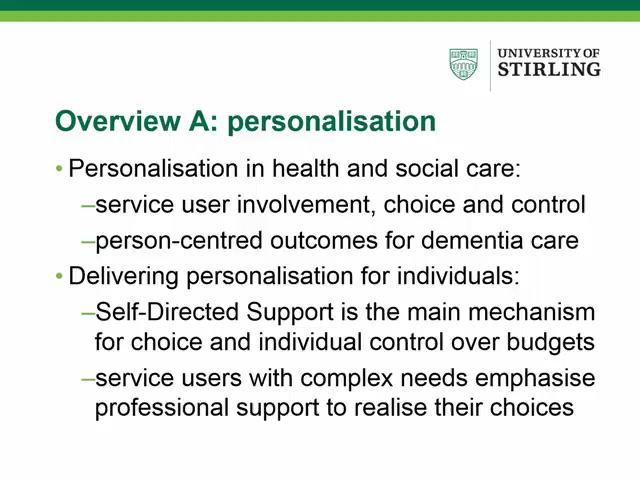 UNIVERSITY OF
STIRLING
Overview A: personalisation
• Personalisation in health and social care:
–service user involvement, choice and control
–person-centred outcomes for dementia care
• Delivering personalisation for individuals:
–Self-Directed Support is the main mechanism
for choice and individual control over budgets
–service users with complex needs emphasise
professional support to realise their choices